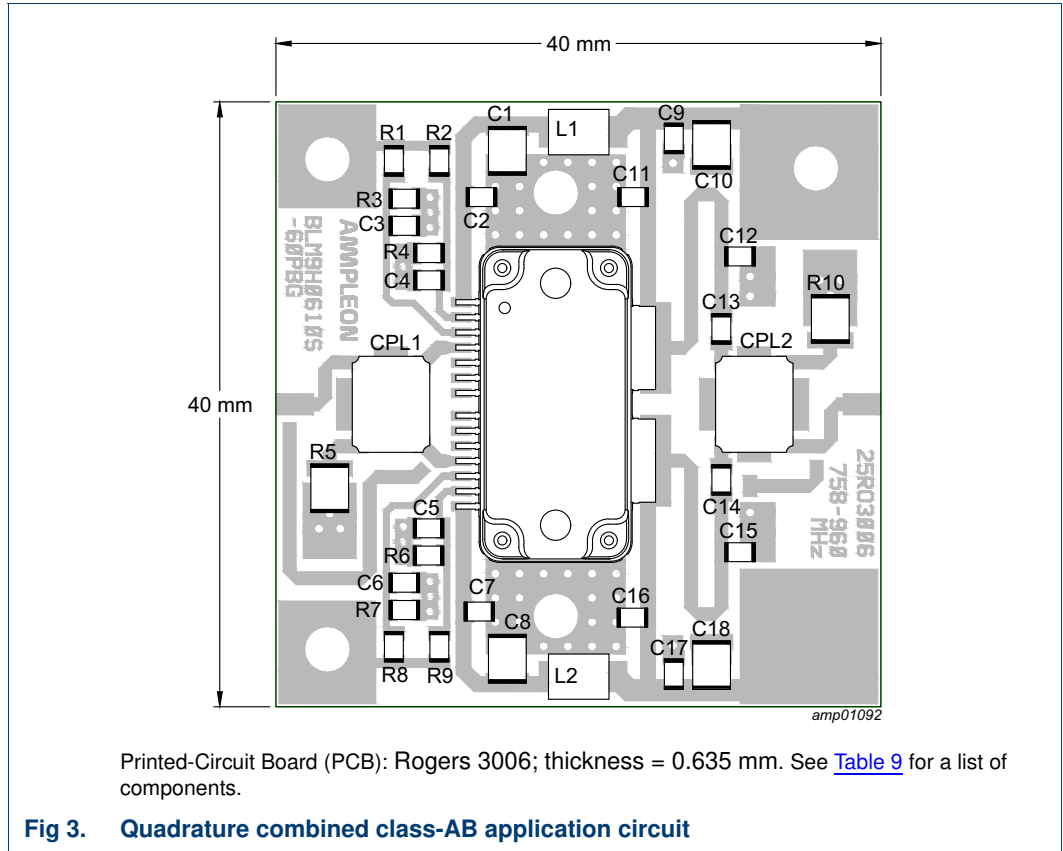 40 mm
40 mm
C1
L1
C9
R1 R2
C10
R3
C11
C3
C2
R4
C4
C12
R10
C13
CPL1
CPL2
AMMPLEON
BLM9H0610S
-60PBG
R5
C5
C14
R6
C15
25RO3006
758-960
MHz
C6
C7
C16
R7
C8
C17 C18
R8 R9
L2
amp01092
Printed-Circuit Board (PCB): Rogers 3006; thickness = 0.635 mm. See Table 9 for a list of
components.
Fig 3. Quadrature combined class-AB application circuit